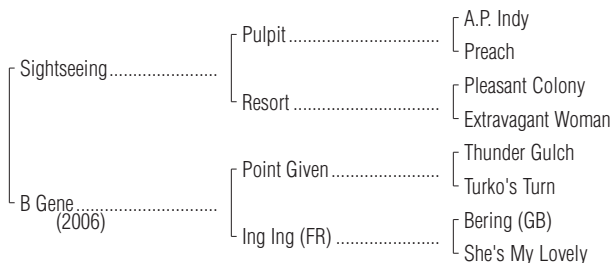 A.P. Indy
Pulpit
Preach
Sightseeing
Pleasant Colony
Resort
Extravagant Woman
Thunder Gulch
Point Given
Turko's Turn
B Gene
(2006)
Bering (GB)
Ing Ing (FR)
She's My Lovely